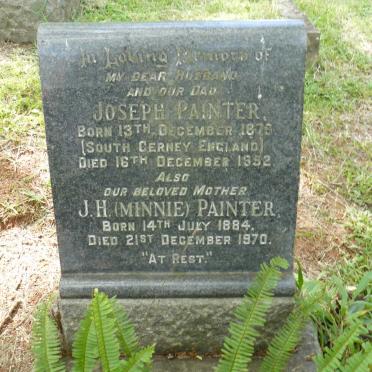 In Loving Memory of
MY DEAR HUSBAND
AND OUR DAD
JOSEPH PAINTER,
BORN 13TH DECEMBER 1876
(SOUTH CERNEY ENGLAND)
DIED 16TH DECEMBER 1952
ALSO
OUR BELOVED MOTHER
J.H. (MINNIE) PAINTER,
BORN 14TH JULY 1884.
DIED 21ST DECEMBER 1970.
"AT REST."